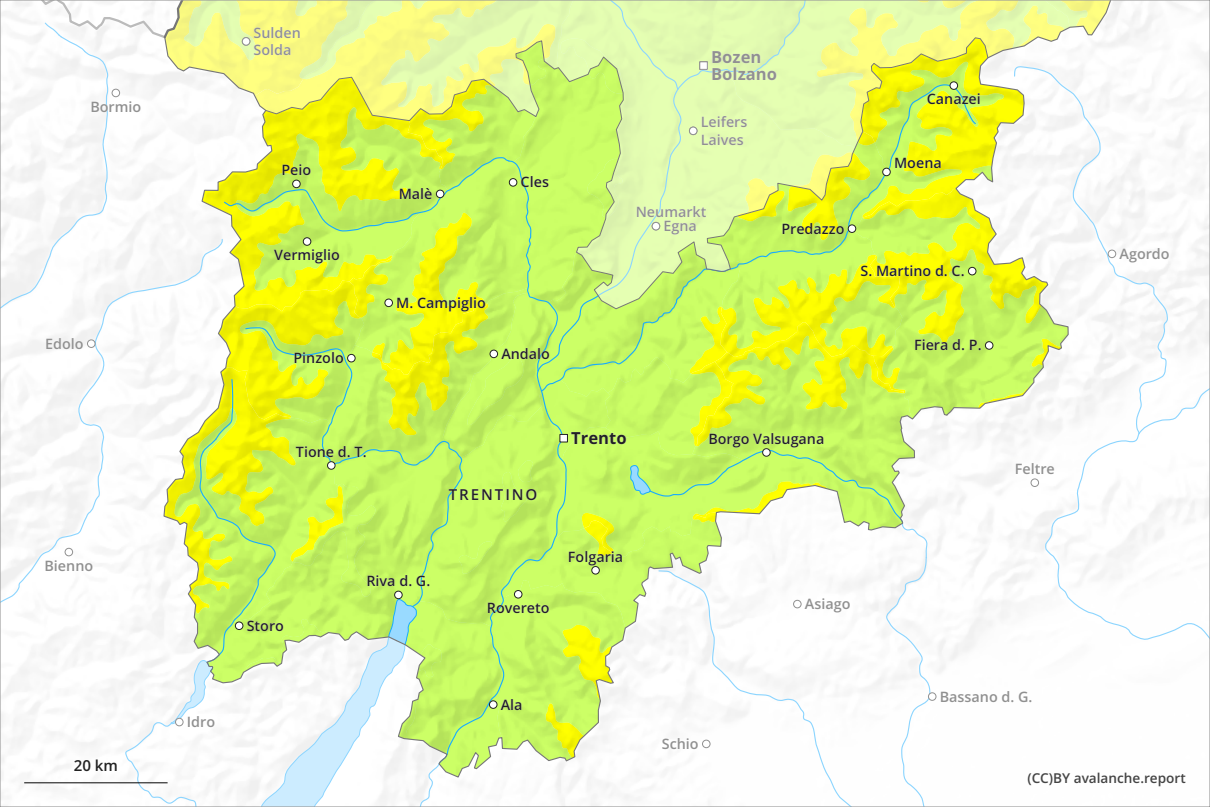 Sulden
Solda
Bozen
Bolzano
Bormio
Canazei
Leifers
Laives
Moena
Peio
Malè
Cles
Neumarkt
Egna
Predazzo
Vermiglio
Agordo
S. Martino d. C.
M. Campiglio
Edolo
Pinzolo
Andalo
Fiera d. P.
Trento
Borgo Valsugana
Tione d. T.
Feltre
TRENTINO
Bienno
Folgaria
Riva d. G.
Rovereto
Asiago
Storo
Bassano d. G.
Ala
Idro
Schio
20 km
(CC)BY avalanche.report